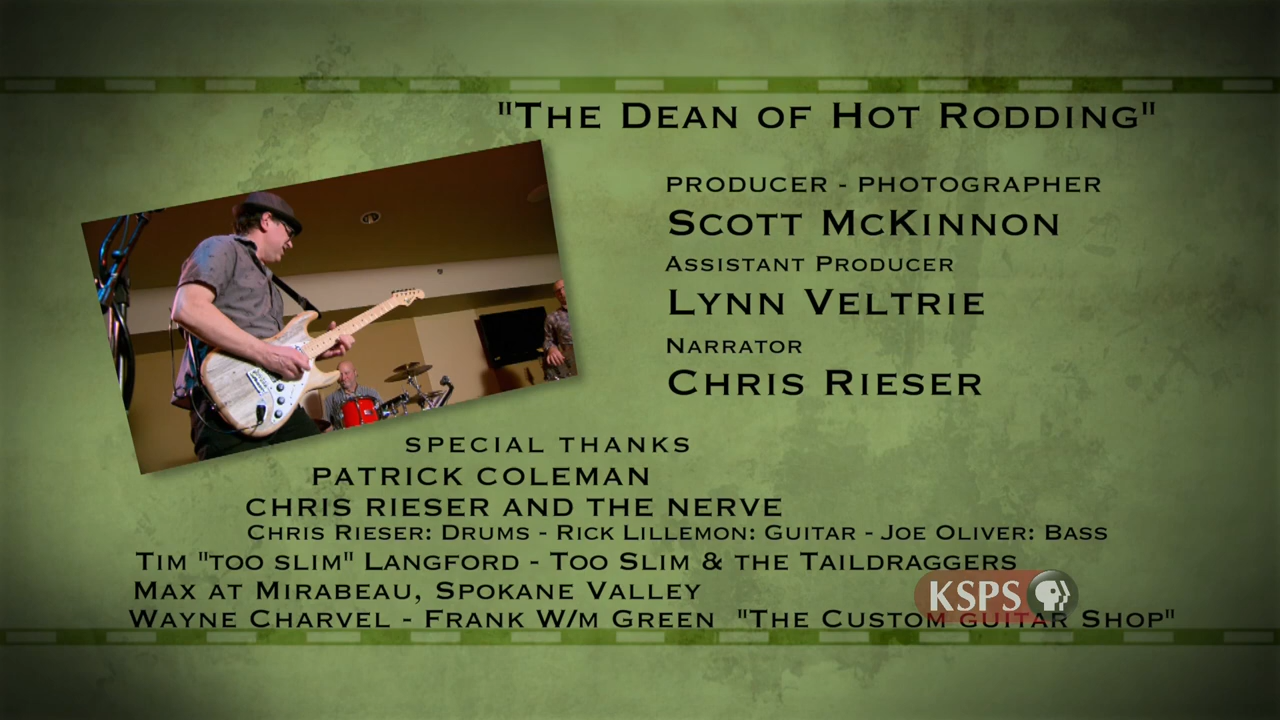 "THE DEAN OF HOT RODDING"
PRODUCER - PHOTOGRAPHER
SCOTT MCKINNON
ASSISTANT PRODUCER
LYNN VELTRIE
NARRATOR
CHRIS RIESER
SPECIAL THANKS
PATRICK COLEMAN
CHRIS RIESER AND THE NERVE
CHRIS RIESER: DRUMS - RICK LILLEMON: GUITAR - JOE OLIVER: BASS
TIM "TOO SLIM" LANGFORD - TOO SLIM & THE TAILDRAGGERS
MAX AT MIRABEAU, SPOKANE VALLEY
KSPS
WAYNE CHARVEL - FRANK W/M GREEN "THE CUSTOM GUITAR SHOP"